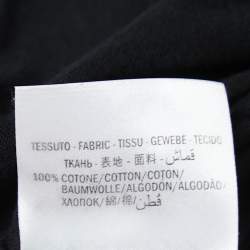 TESSUTO - FABRIC - TISSU - GEWEBE - TECIDO
ТКАНЬ - 表地 - 面料 - قماش
100% COTONE/COTTON/COTON/
BAUMWOLLE/ALGODON/ALGODÃO/
ХЛОПОК/綿/棉/قطن